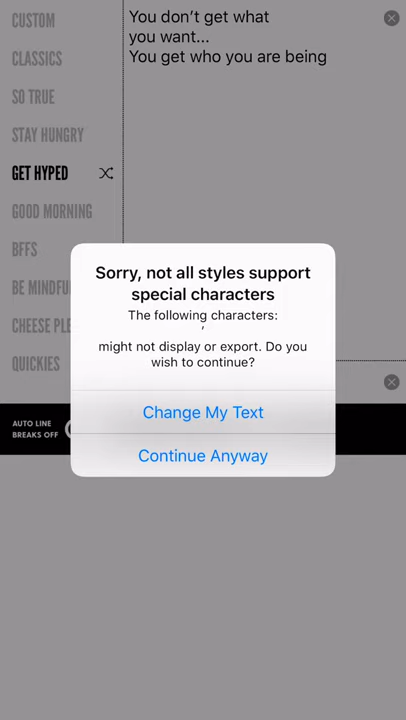 CUSTOM
CLASSICS
SO TRUE
STAY HUNGRY
GET HYPED
GOOD MORNING
BFFS
BE MINDFU
CHEESE PLE
QUICKIES
You don’t get what
you want...
You get who you are being
Sorry, not all styles support
special characters
The following characters:
’
might not display or export. Do you
wish to continue?
Change My Text
Continue Anyway
AUTO LINE
BREAKS OFF